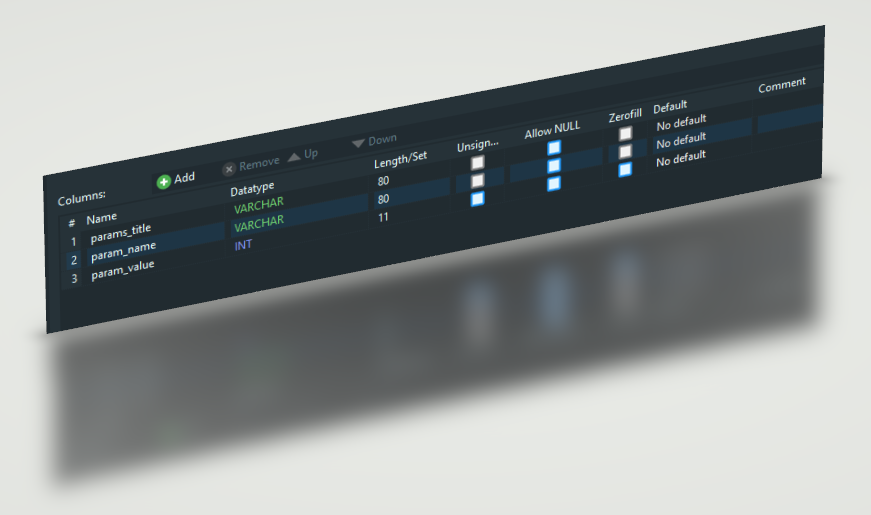 Columns: Add Remove Up Down
# Name Datatype Length/Set Unsign... Allow NULL Zerofill Default Comment
1 params_title VARCHAR 80 No default
2 param_name VARCHAR 80 No default
3 param_value INT 11 No default